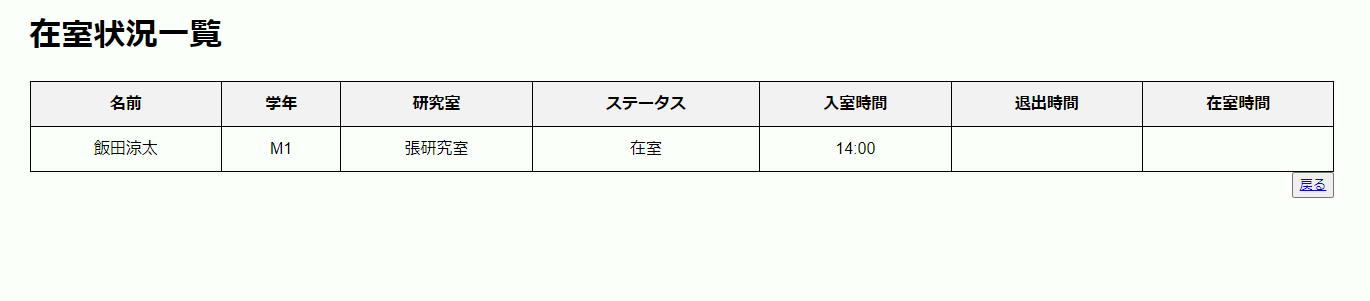 在室状況一覧
名前 学年 研究室 ステータス 入室時間 退出時間 在室時間
飯田涼太 M1 張研究室 在室 14:00
戻る